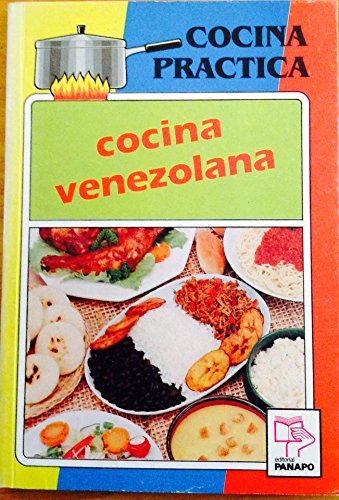 COCINA
PRACTICA
cocina
venezolana
editorial
PANAPO